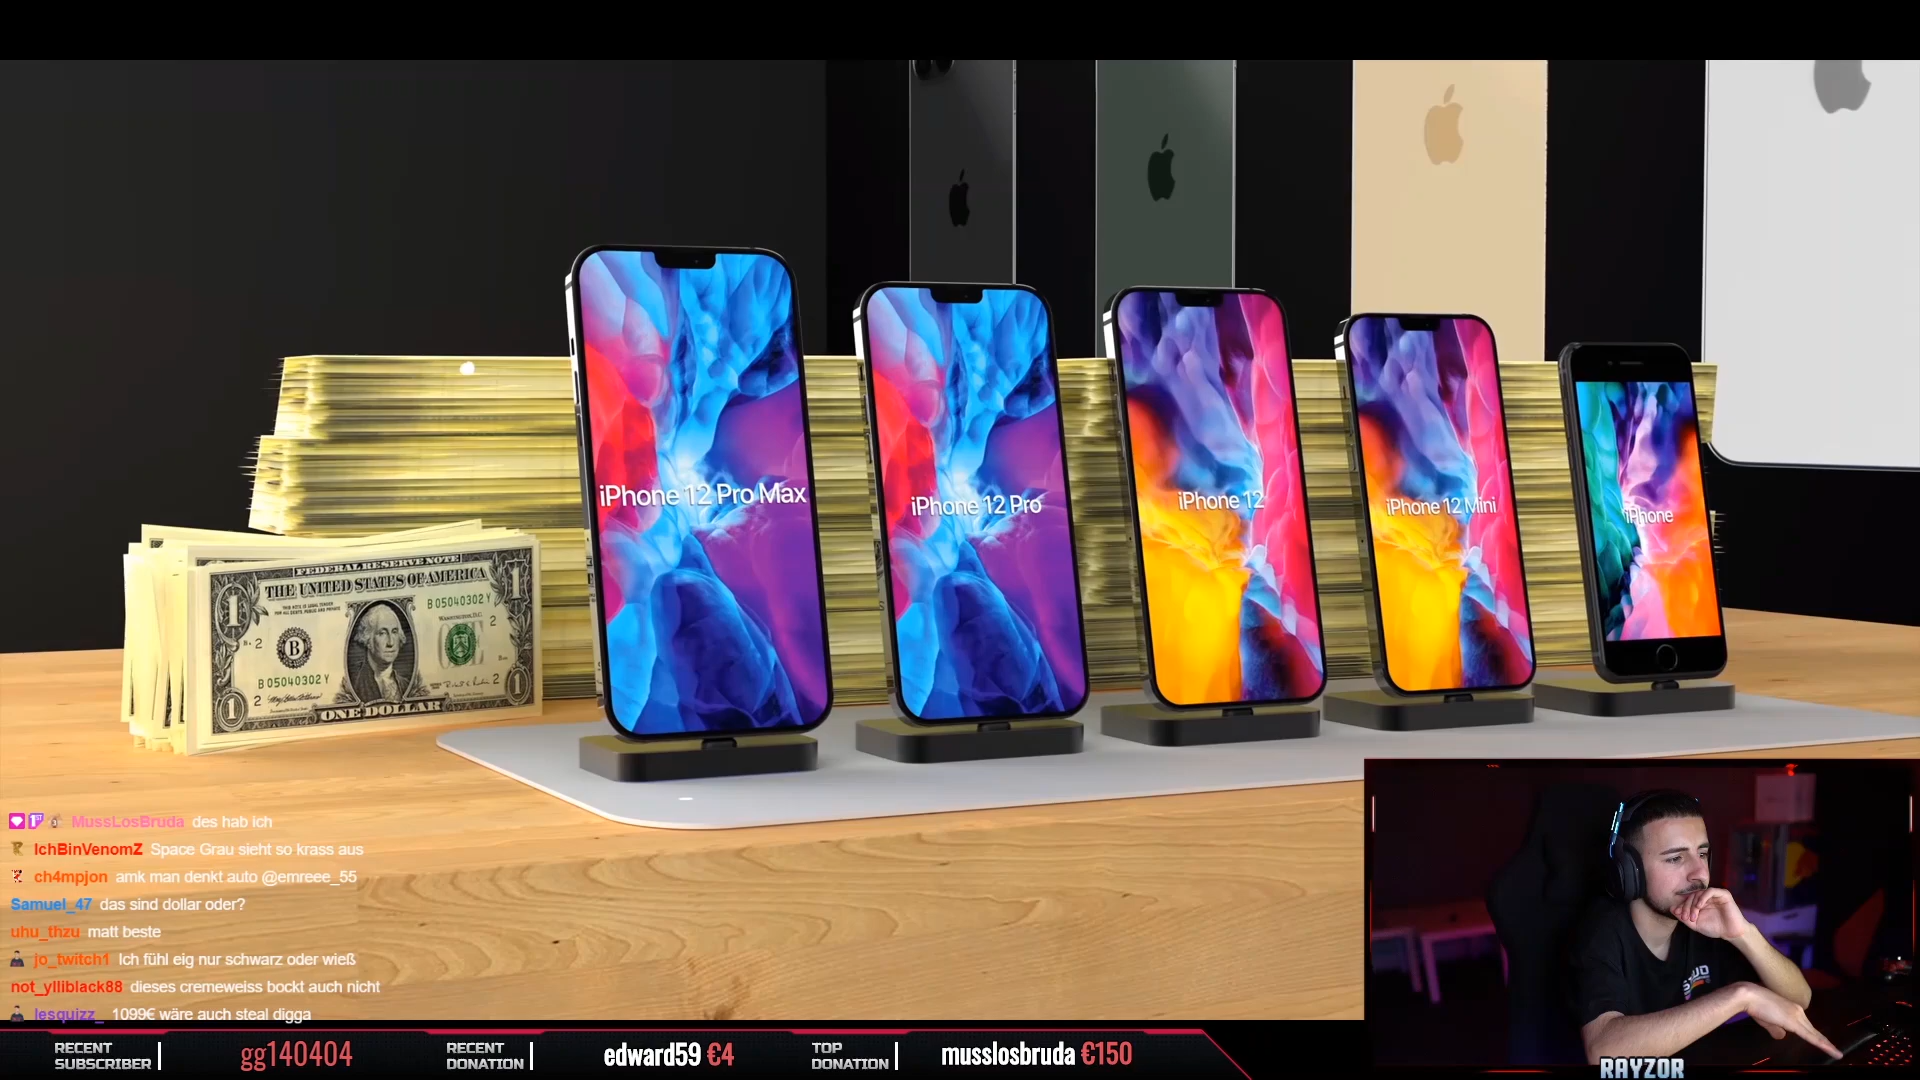 iPhone 12 Pro Max
iPhone 12 Pro
iPhone 12
iPhone 12 Mini
iPhone
FEDERAL RESERVE NOTE
THE UNITED STATES OF AMERICA
B 05040302 Y
WASHINGTON, D.C.
B
B 05040302 Y
ONE DOLLAR
MussLosBruda des hab ich
IchBinVenomZ Space Grau sieht so krass aus
ch4mpjon amk man denkt auto @emreee_55
Samuel_47 das sind dollar oder?
uhu_thzu matt beste
jo_twitch1 Ich fühl eig nur schwarz oder wieß
not_ylliblack88 dieses cremeweiss bockt auch nicht
lesquizz_ 1099€ wäre auch steal digga
RECENT SUBSCRIBER
gg140404
RECENT DONATION
edward59 €4
TOP DONATION
musslosbruda €150
RAYZOR